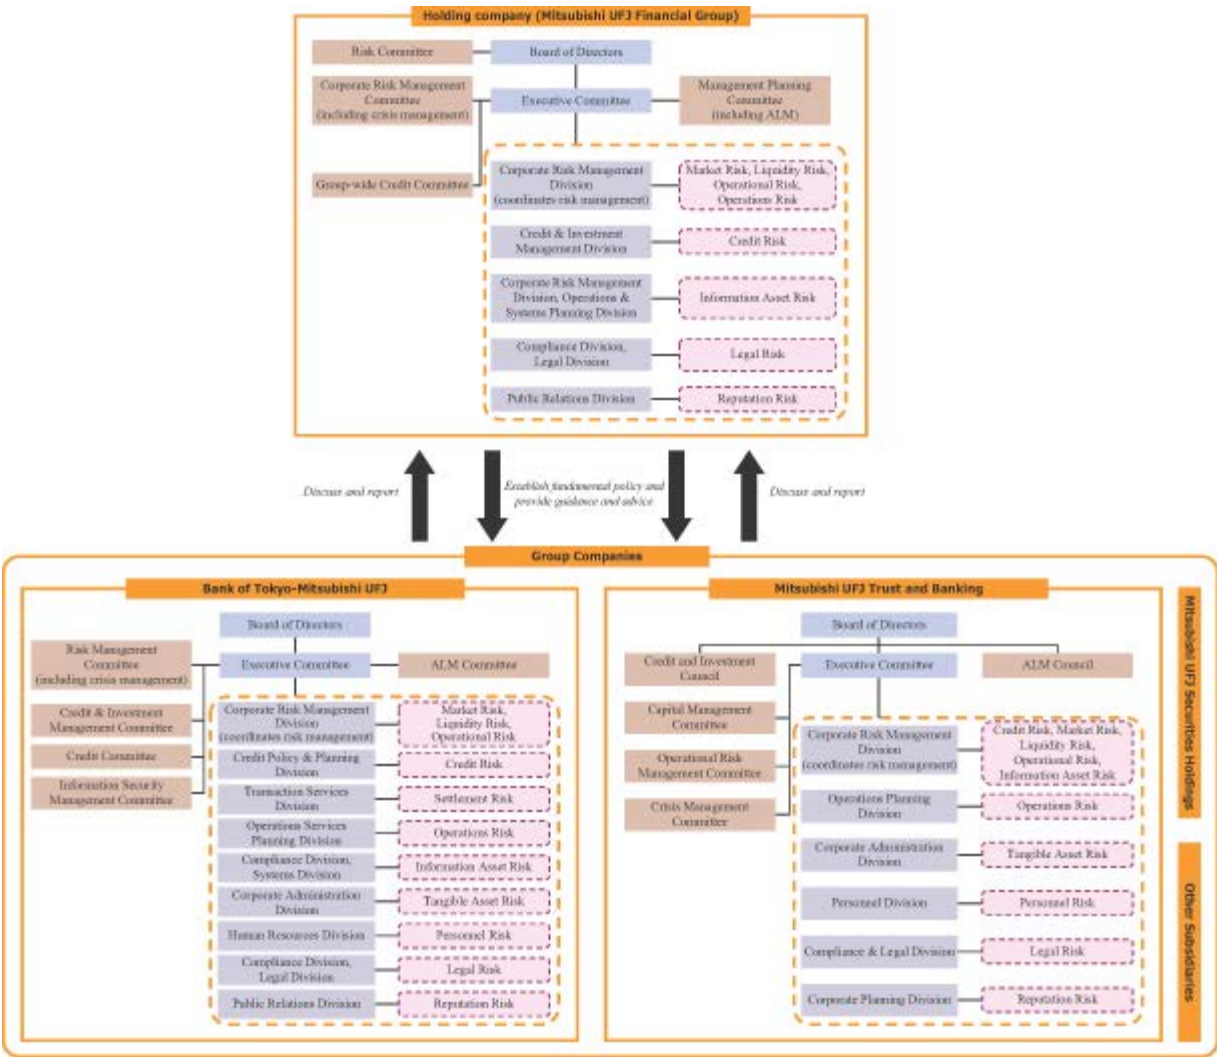 Holding company (Mitsubishi UFJ Financial Group)
Risk Committee
Board of Directors
Corporate Risk Management
Committee
(including crisis management)
Executive Committee
Management Planning
Committee
(including ALM)
Group-wide Credit Committee
Corporate Risk Management
Division
(coordinates risk management)
Market Risk, Liquidity Risk,
Operational Risk,
Operations Risk
Credit & Investment
Management Division
Credit Risk
Corporate Risk Management
Division, Operations &
Systems Planning Division
Information Asset Risk
Compliance Division,
Legal Division
Legal Risk
Public Relations Division
Reputation Risk
Discuss and report
Establish fundamental policy and
provide guidance and advice
Discuss and report
Group Companies
Bank of Tokyo-Mitsubishi UFJ
Board of Directors
Risk Management
Committee
(including crisis management)
Executive Committee
ALM Committee
Credit & Investment
Management Committee
Credit Committee
Information Security
Management Committee
Corporate Risk Management
Division
(coordinates risk management)
Market Risk,
Liquidity Risk,
Operational Risk
Credit Policy & Planning
Division
Credit Risk
Transaction Services
Division
Settlement Risk
Operations Services
Planning Division
Operations Risk
Compliance Division,
Systems Division
Information Asset Risk
Corporate Administration
Division
Tangible Asset Risk
Human Resources Division
Personnel Risk
Compliance Division,
Legal Division
Legal Risk
Public Relations Division
Reputation Risk
Mitsubishi UFJ Trust and Banking
Board of Directors
Credit and Investment
Council
Executive Committee
ALM Council
Capital Management
Committee
Operational Risk
Management Committee
Crisis Management
Committee
Corporate Risk Management
Division
(coordinates risk management)
Credit Risk, Market Risk,
Liquidity Risk,
Operational Risk,
Information Asset Risk
Operations Planning
Division
Operations Risk
Corporate Administration
Division
Tangible Asset Risk
Personnel Division
Personnel Risk
Compliance & Legal Division
Legal Risk
Corporate Planning Division
Reputation Risk
Mitsubishi UFJ Securities Holdings
Other Subsidiaries